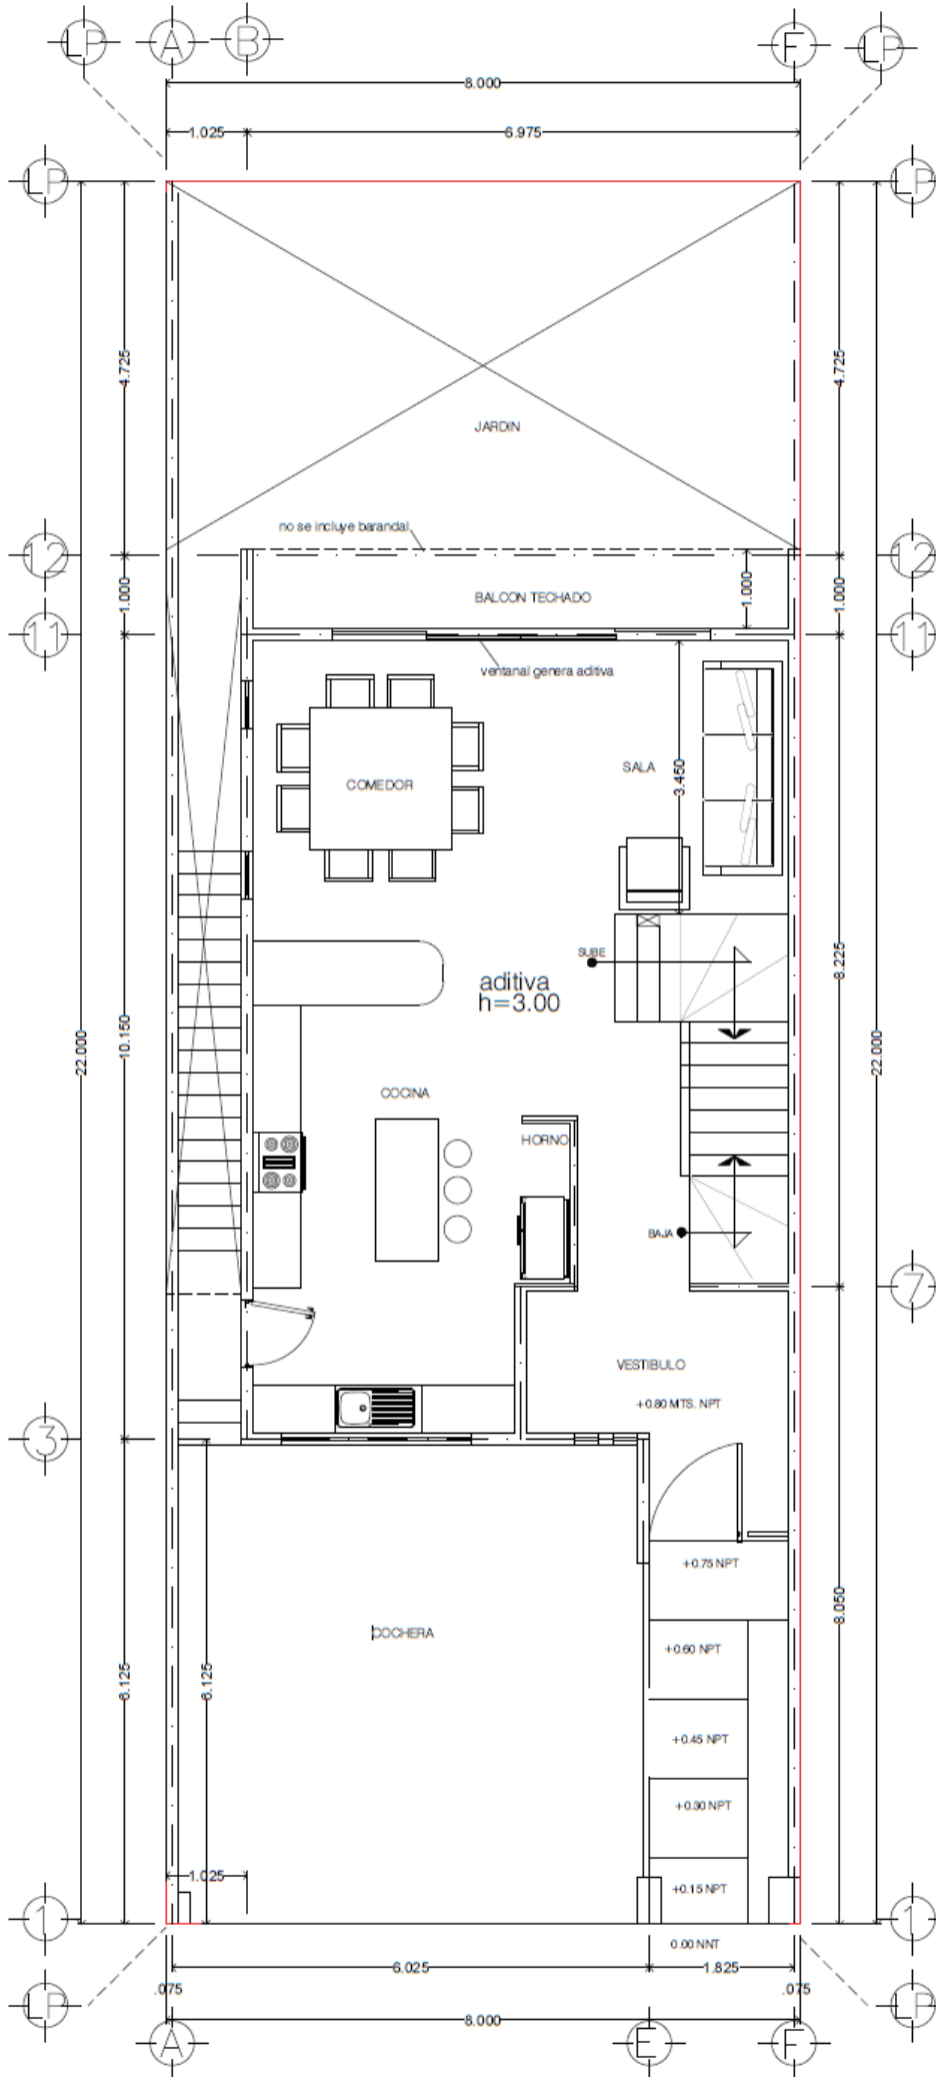 LP
A
B
F
LP
8.000
1.025
6.975
LP
LP
4.725
4.725
JARDIN
no se incluye barandal
12
12
1.000
1.000
1.000
BALCON TECHADO
11
11
ventanal genera aditiva
SALA
3.450
COMEDOR
SUBE
aditiva
h=3.00
8.225
22.000
10.150
22.000
COCINA
HORNO
BAJA
7
VESTIBULO
+0.80 MTS. NPT
3
+0.75 NPT
8.050
COCHERA
+0.60 NPT
6.125
6.125
+0.45 NPT
+0.30 NPT
1.025
+0.15 NPT
1
1
0.00 NNT
6.025
1.825
.075
.075
LP
LP
8.000
A
E
F